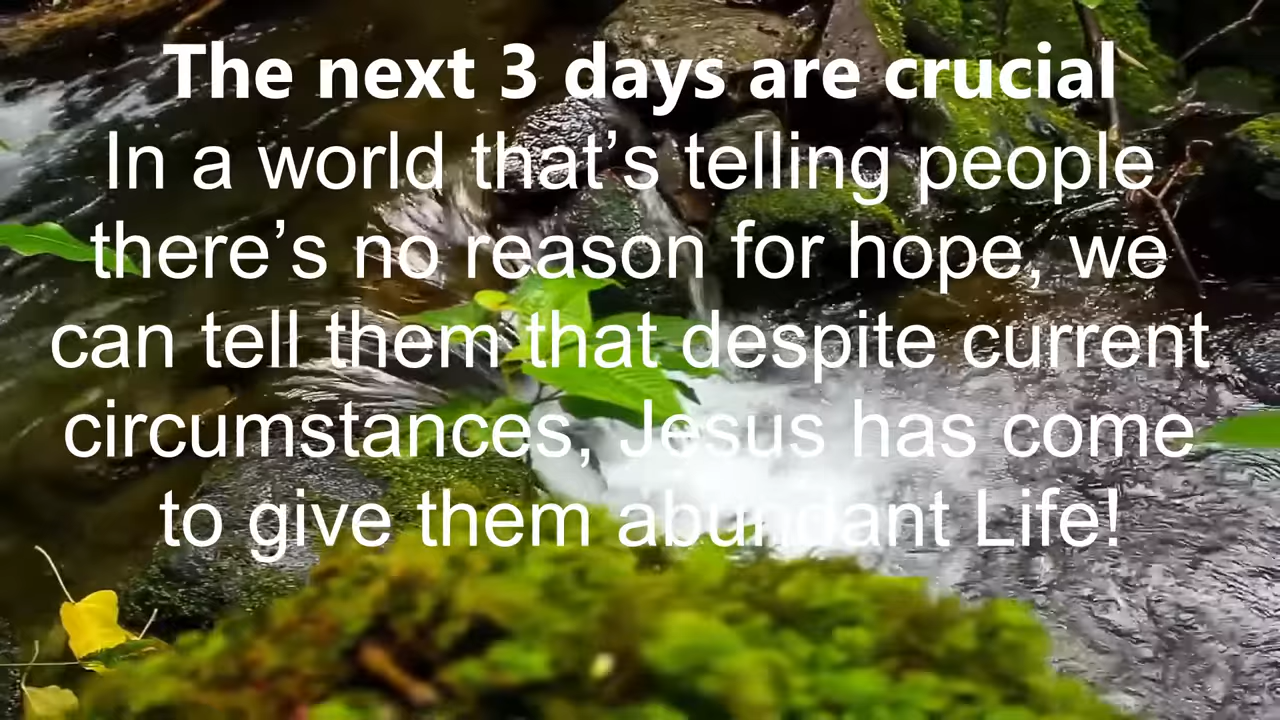 The next 3 days are crucial
In a world that’s telling people
there’s no reason for hope, we
can tell them that despite current
circumstances, Jesus has come
to give them abundant Life!